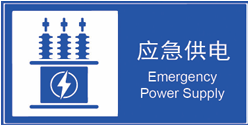 应急供电
Emergency
Power Supply